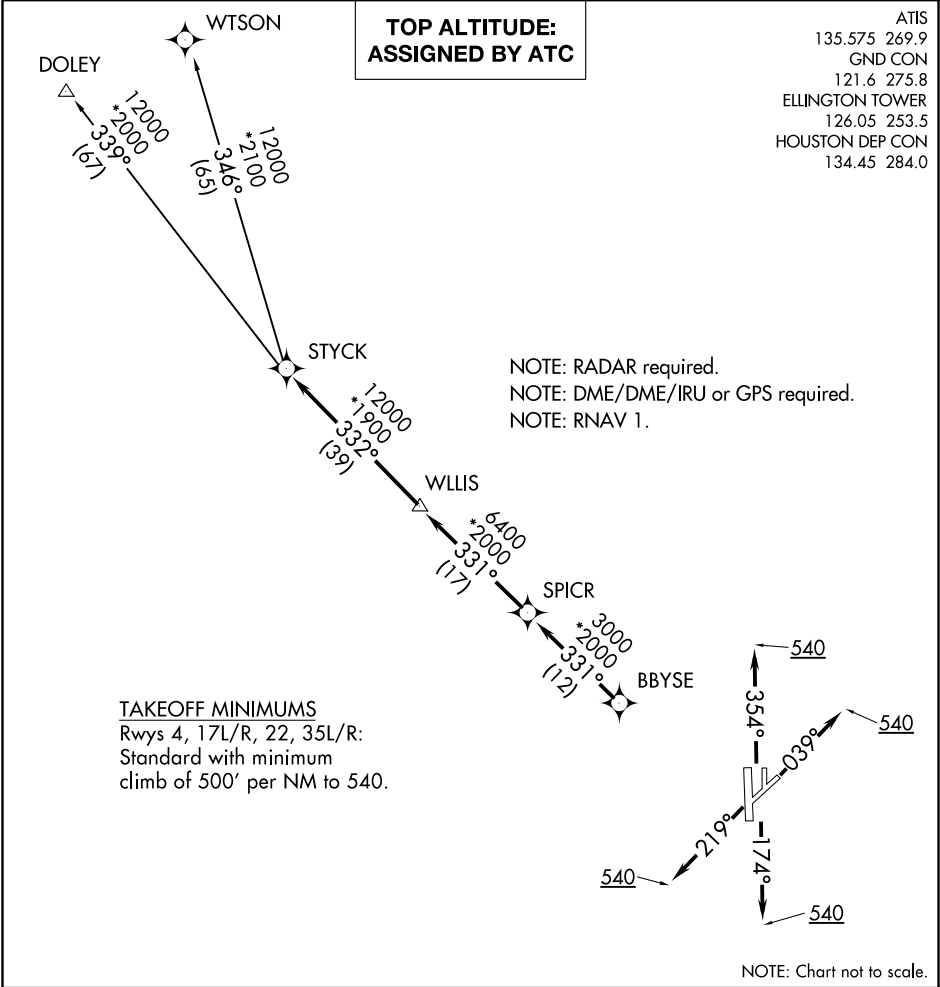 TOP ALTITUDE:
ASSIGNED BY ATC
ATIS
135.575 269.9
GND CON
121.6 275.8
ELLINGTON TOWER
126.05 253.5
HOUSTON DEP CON
134.45 284.0
WTSON
DOLEY
12000
*2000
339°
(67)
12000
*2100
346°
(65)
STYCK
NOTE: RADAR required.
NOTE: DME/DME/IRU or GPS required.
NOTE: RNAV 1.
12000
*1900
332°
(39)
WLLIS
6400
*2000
331°
(17)
SPICR
3000
*2000
331°
(12)
BBYSE
TAKEOFF MINIMUMS
Rwys 4, 17L/R, 22, 35L/R:
Standard with minimum
climb of 500' per NM to 540.
540
354°
540
039°
219°
540
174°
540
NOTE: Chart not to scale.